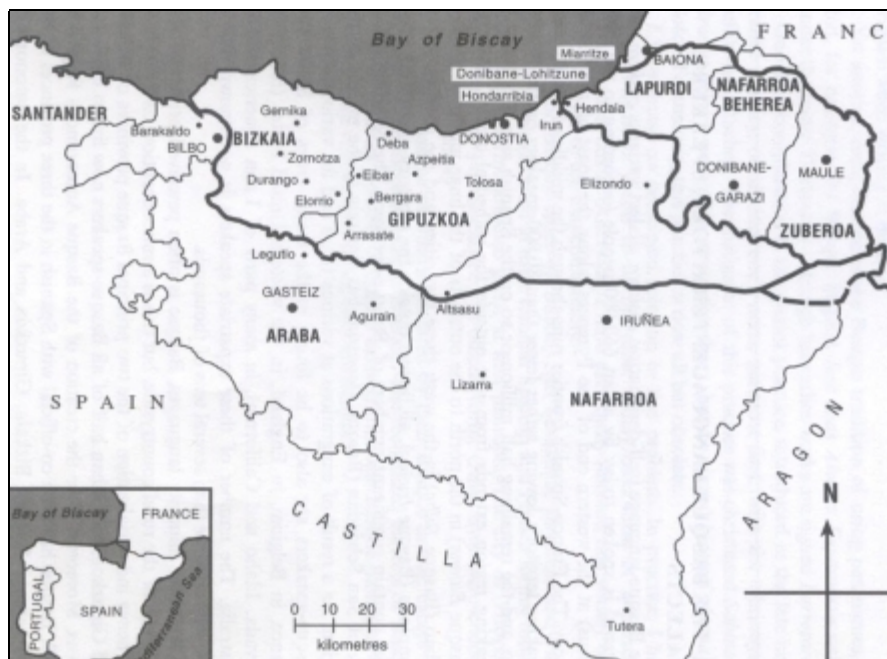 FRANC
Bay of Biscay
Miarritze
BAIONA
Donibane-Lohitzune
LAPURDI
NAFARROA
BEHEREA
Hondarribia
Hendaia
SANTANDER
Gernika
Irun
Barakaldo
BIZKAIA
BILBO
Deba
DONOSTIA
Zornotza
Azpeitia
Eibar
Durango
Tolosa
Elizondo
DONIBANE-
GARAZI
MAULE
Elorrio
Bergara
GIPUZKOA
Arrasate
ZUBEROA
Legutio
GASTEIZ
Agurain
Aitsasu
ARABA
IRUÑEA
Lizarra
SPAIN
NAFARROA
ARAGON
CASTILLA
N
Bay of Biscay
FRANCE
PORTUGAL
SPAIN
diterranean Sea
0 10 20 30
kilometres
Tutera